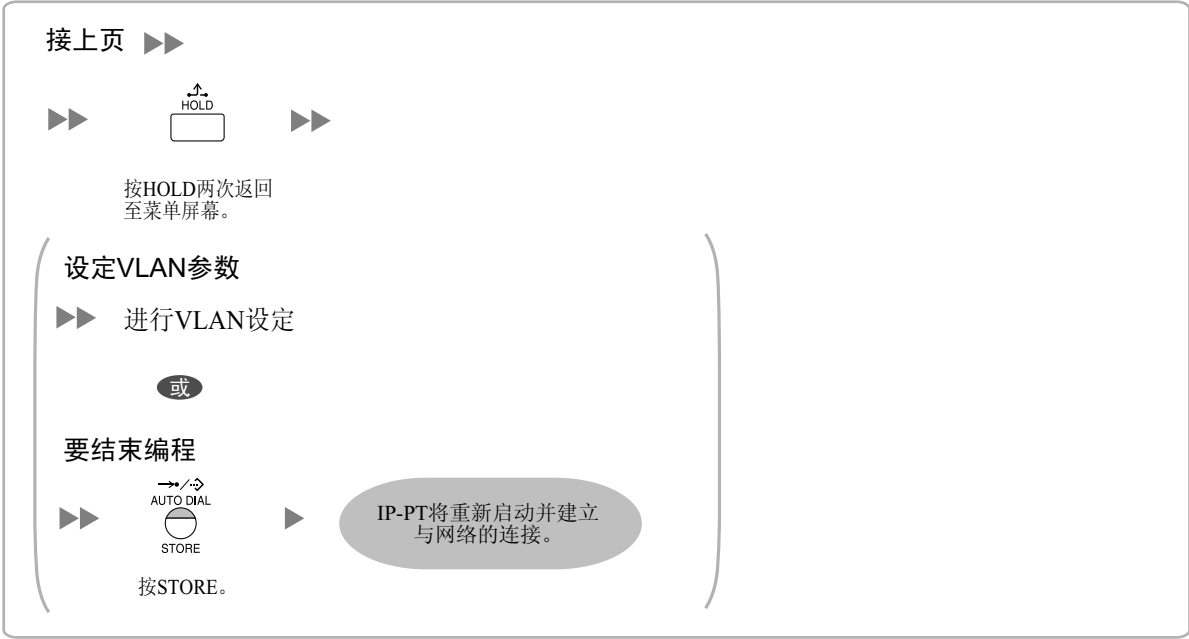 接上页
HOLD
按HOLD两次返回
至菜单屏幕。
设定VLAN参数
进行VLAN设定
或
要结束编程
AUTO DIAL
STORE
按STORE。
IP-PT将重新启动并建立
与网络的连接。